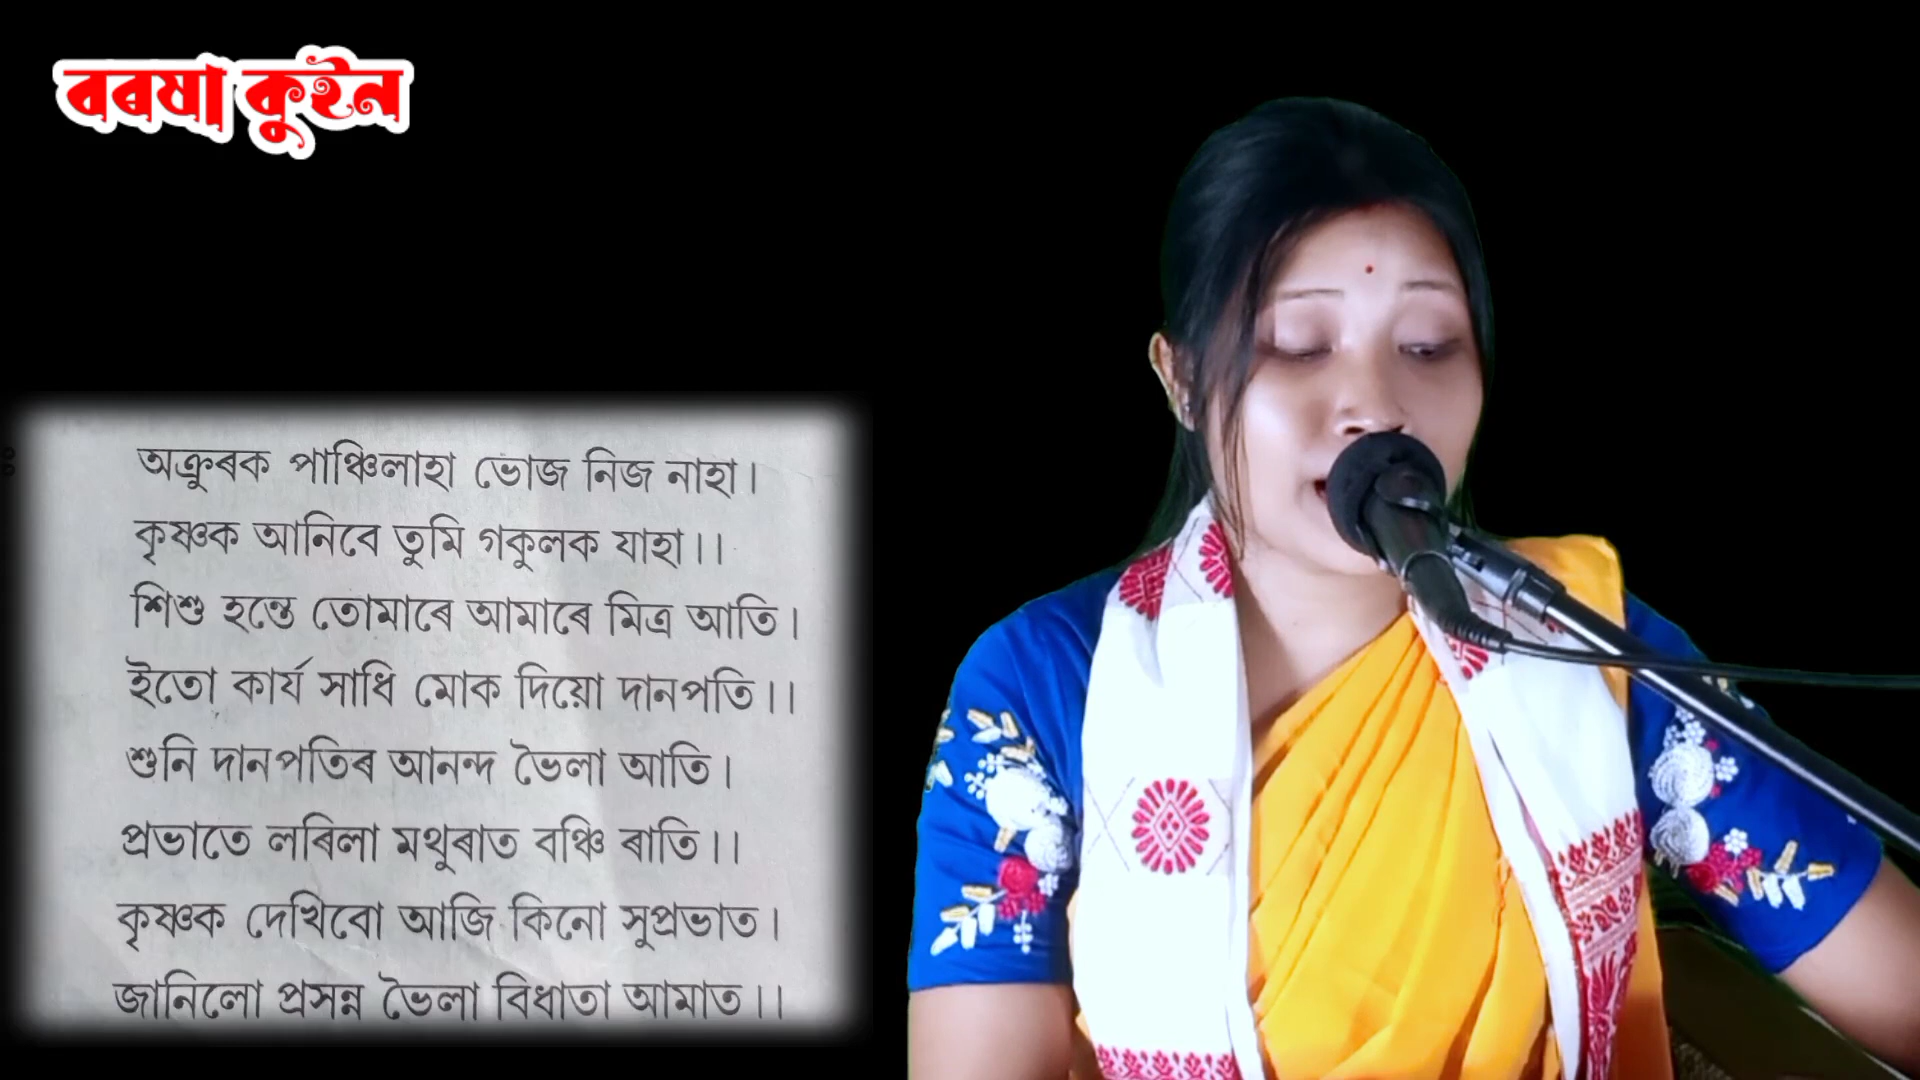 বৰষা কুইন
অক্ৰুৰক পাঞ্চিলাহা ভোজ নিজ নাহা।
কৃষ্ণক আনিবে তুমি গকুলক যাহা।।
শিশু হন্তে তোমাৰে আমাৰে মিত্ৰ আতি।
ইতো কাৰ্য সাধি মোক দিয়ো দানপতি।।
শুনি দানপতিৰ আনন্দ ভৈলা আতি।
প্ৰভাতে লৰিলা মথুৰাত বঞ্চি ৰাতি।।
কৃষ্ণক দেখিবো আজি কিনো সুপ্ৰভাত।
জানিলো প্ৰসন্ন ভৈলা বিধাতা আমাত।।